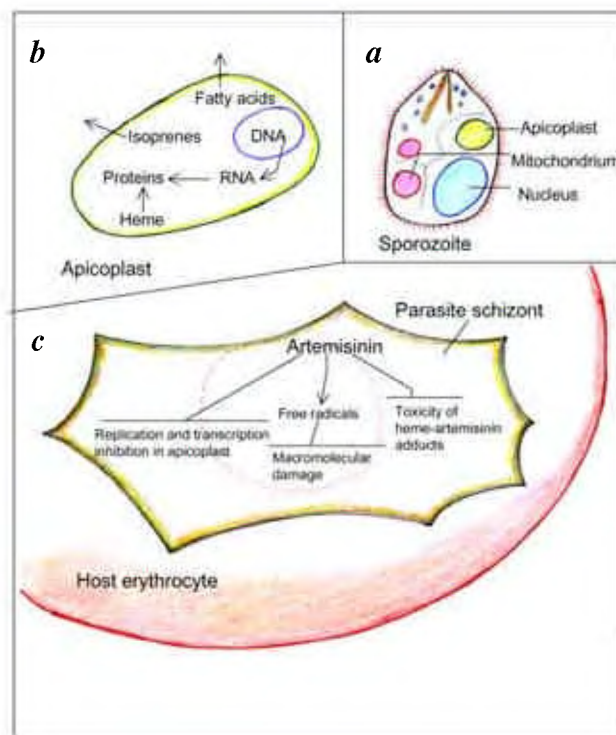 b
Fatty acids
Isoprenes
DNA
Proteins
RNA
Heme
Apicoplast
a
Apicoplast
Mitochondrium
Nucleus
Sporozoite
c
Parasite schizont
Artemisinin
Replication and transcription
inhibition in apicoplast
Free radicals
Macromolecular
damage
Toxicity of
heme-artemisinin
adducts
Host erythrocyte